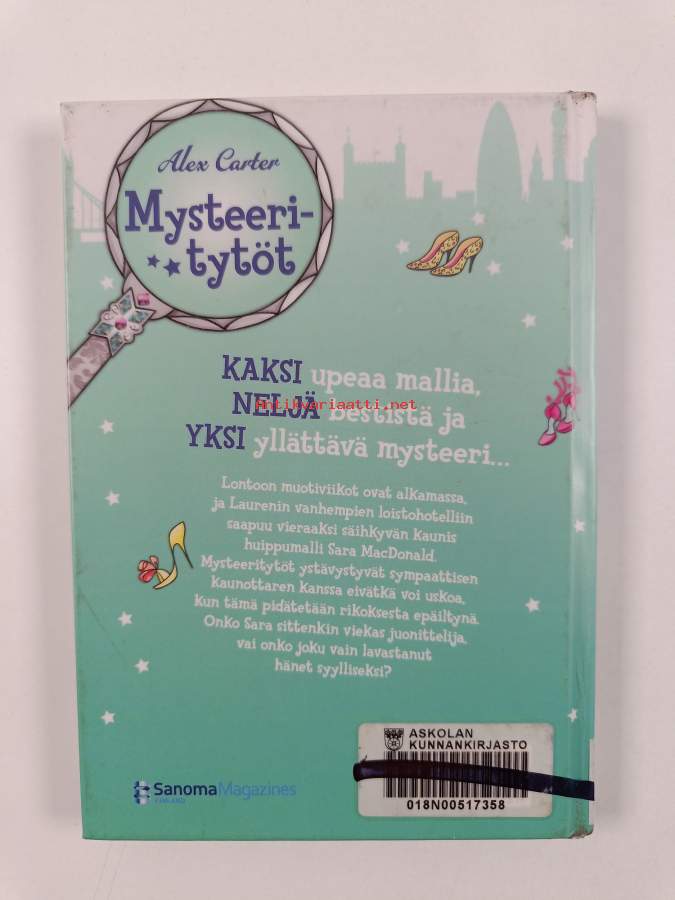 Alex Carter
Mysteeri-
tytöt
KAKSI upeaa mallia,
NELJÄ bestistä ja
Antikvariaatti.net
YKSI yllättävä mysteeri...
Lontoon muotiviikot ovat alkamassa,
ja Laurenin vanhempien loistohotelliin
saapuu vieraaksi säihkyvän kaunis
huippumalli Sara MacDonald.
Mysteeritytöt ystävystyvät sympaattisen
kaunottaren kanssa eivätkä voi uskoa,
kun tämä pidätetään rikoksesta epäiltynä.
Onko Sara sittenkin viekas juonittelija,
vai onko joku vain lavastanut
hänet syylliseksi?
ASKOLAN
KUNNANKIRJASTO
018N00517358
SanomaMagazines
FINLAND